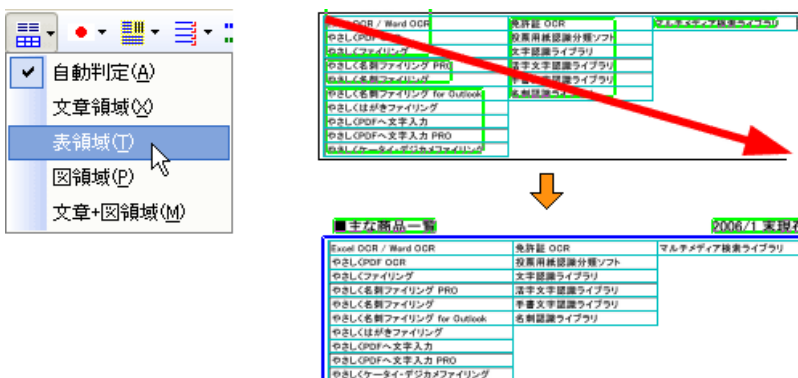 自動判定(A)
文章領域(X)
表領域(T)
図領域(P)
文章+図領域(M)
Excel OCR / Word OCR
やさしくPDF OCR
やさしくファイリング
やさしく名刺ファイリング PRO
やさしく名刺ファイリング
やさしく名刺ファイリング for Outlook
やさしくはがきファイリング
やさしくPDFへ文字入力
やさしくPDFへ文字入力 PRO
やさしくケータイ・デジカメファイリング
免許証 OCR
投票用紙認識分類ソフト
文字認識ライブラリ
活字文字認識ライブラリ
手書文字認識ライブラリ
名刺認識ライブラリ
マルチメディア検索ライブラリ
■主な商品一覧
2006/1 末現在
Excel OCR / Word OCR
やさしくPDF OCR
やさしくファイリング
やさしく名刺ファイリング PRO
やさしく名刺ファイリング
やさしく名刺ファイリング for Outlook
やさしくはがきファイリング
やさしくPDFへ文字入力
やさしくPDFへ文字入力 PRO
やさしくケータイ・デジカメファイリング
免許証 OCR
投票用紙認識分類ソフト
文字認識ライブラリ
活字文字認識ライブラリ
手書文字認識ライブラリ
名刺認識ライブラリ
マルチメディア検索ライブラリ